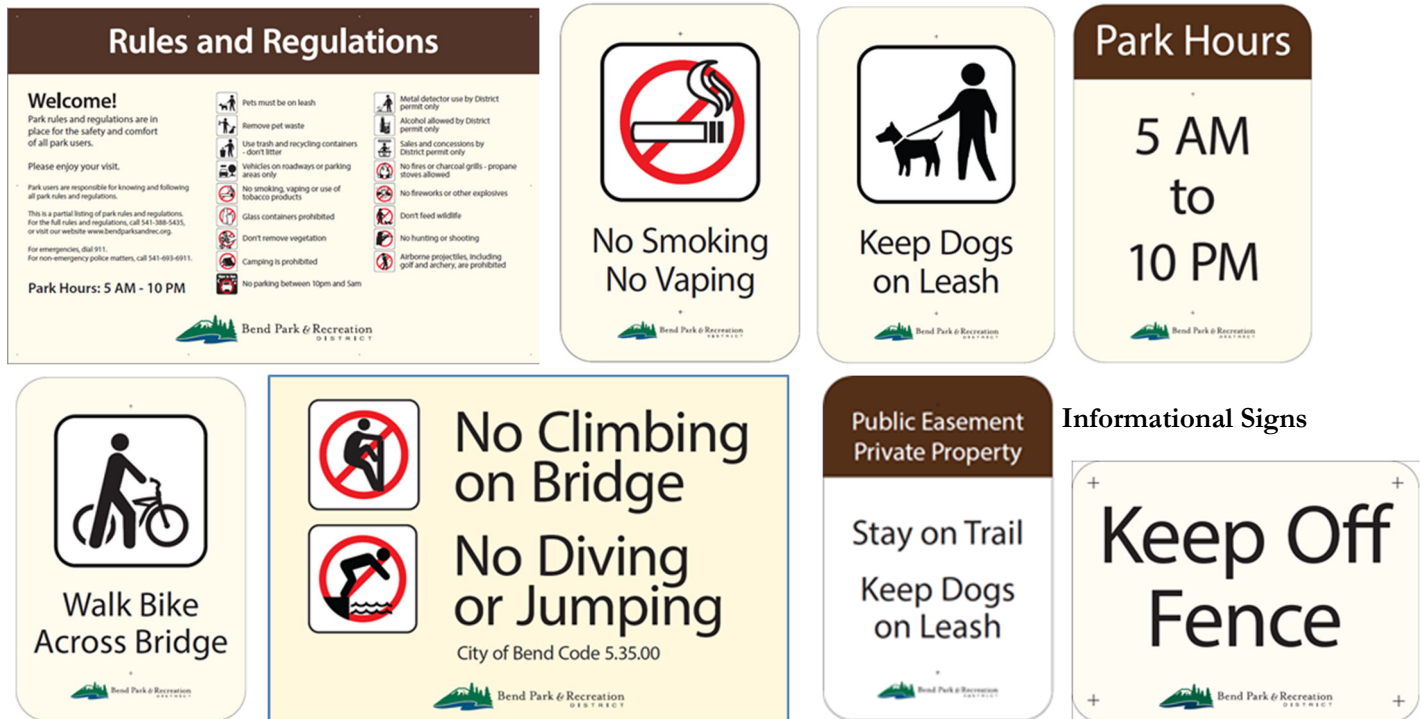 Rules and Regulations
Welcome!
Park rules and regulations are in
place for the safety and comfort
of all park users.
Please enjoy your visit.
Park users are responsible for knowing and following
all park rules and regulations.
This is a partial listing of park rules and regulations.
For the full rules and regulations, call 541-388-5435,
or visit our website www.bendparksandrec.org.
For emergencies, dial 911.
For non-emergency police matters, call 541-693-6911.
Park Hours: 5 AM - 10 PM
Pets must be on leash
Remove pet waste
Use trash and recycling containers
- don't litter
Vehicles on roadways or parking
areas only
No smoking, vaping or use of
tobacco products
Glass containers prohibited
Don't remove vegetation
Camping is prohibited
No parking between 10pm and 5am
Metal detector use by District
permit only
Alcohol allowed by District
permit only
Sales and concessions by
District permit only
No fires or charcoal grills - propane
stoves allowed
No fireworks or other explosives
Don't feed wildlife
No hunting or shooting
Airborne projectiles, including
golf and archery, are prohibited
Bend Park & Recreation
DISTRICT
No Smoking
No Vaping
Bend Park & Recreation
DISTRICT
Keep Dogs
on Leash
Bend Park & Recreation
DISTRICT
Park Hours
5 AM
to
10 PM
Bend Park & Recreation
DISTRICT
Walk Bike
Across Bridge
Bend Park & Recreation
DISTRICT
No Climbing
on Bridge
No Diving
or Jumping
City of Bend Code 5.35.00
Bend Park & Recreation
DISTRICT
Public Easement
Private Property
Stay on Trail
Keep Dogs
on Leash
Bend Park & Recreation
DISTRICT
Informational Signs
Keep Off
Fence
Bend Park & Recreation
DISTRICT